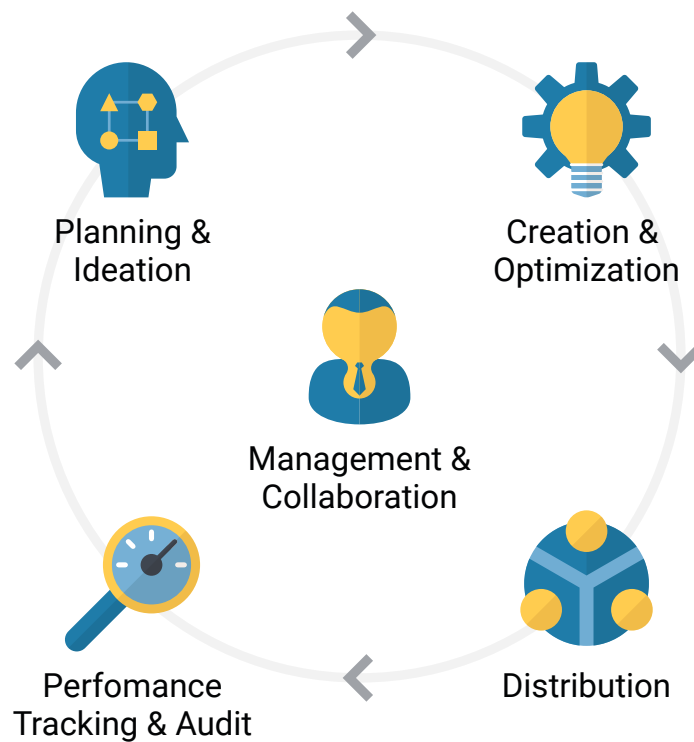 Planning &
Ideation
Creation &
Optimization
Management &
Collaboration
Perfomance
Tracking & Audit
Distribution